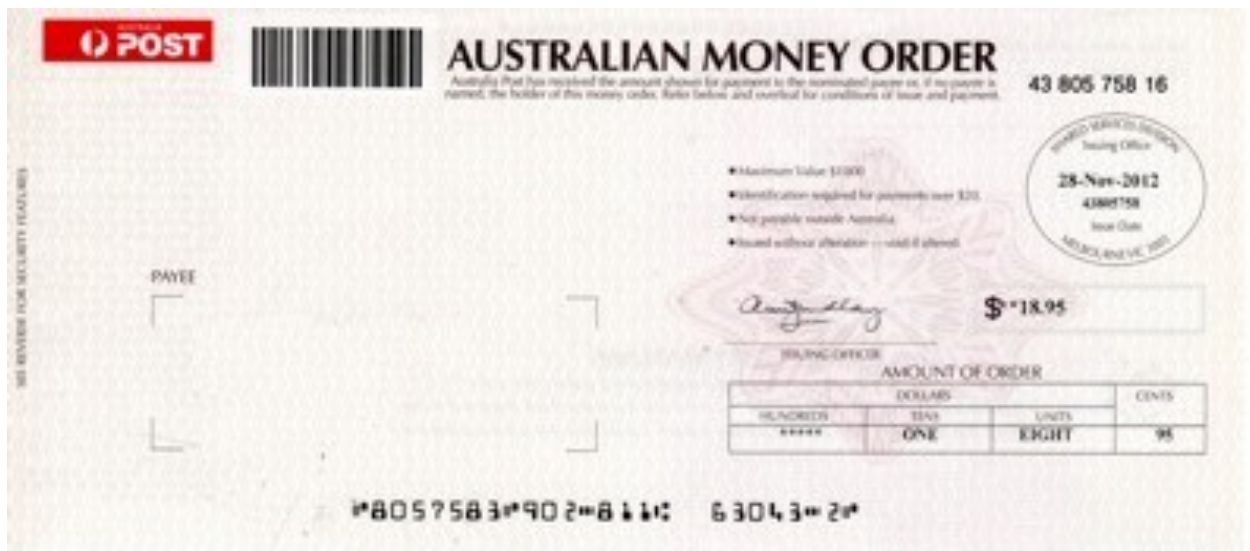 AUSTRALIA
POST
AUSTRALIAN MONEY ORDER
Australia Post has received the amount shown for payment to the nominated payee or, if no payee is
named, the holder of this money order. Refer below and overleaf for conditions of issue and payment.
43 805 758 16
SHARED SERVICES DIVISION
Issuing Office
28-Nov-2012
43805758
Issue Date
MELBOURNE VIC
•Maximum Value $1000
•Identification required for payments over $20.
•Not payable outside Australia.
•Issued without alteration — void if altered.
SEE REVERSE FOR SECURITY FEATURES
PAYEE
$**18.95
ISSUING OFFICER
AMOUNT OF ORDER
DOLLARS CENTS
HUNDREDS TENS UNITS
***** ONE EIGHT 95
⑈8057583⑈902⑉811⑆ 63043⑉2⑈